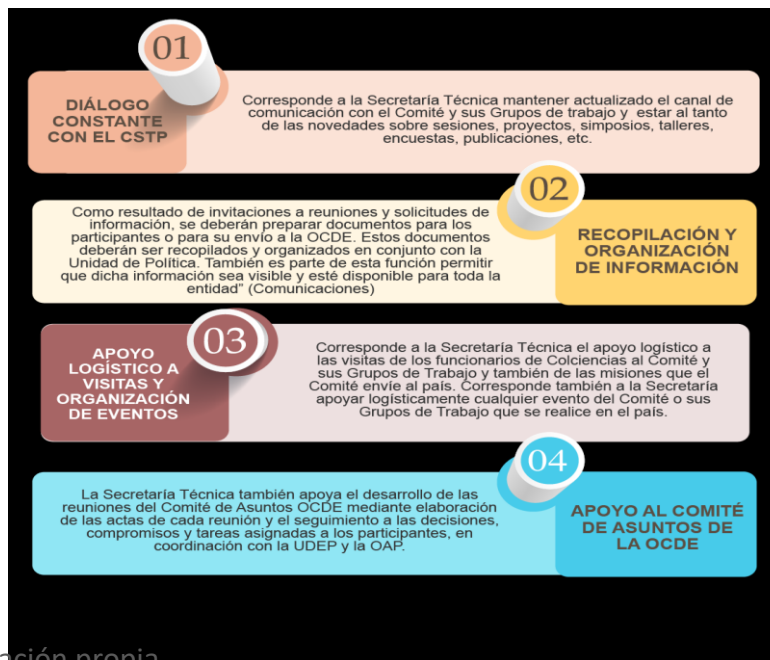 01
DIÁLOGO
CONSTANTE
CON EL CSTP
Corresponde a la Secretaría Técnica mantener actualizado el canal de
comunicación con el Comité y sus Grupos de trabajo y estar al tanto
de las novedades sobre sesiones, proyectos, simposios, talleres,
encuestas, publicaciones, etc.
02
Como resultado de invitaciones a reuniones y solicitudes de
información, se deberán preparar documentos para los
participantes o para su envío a la OCDE. Estos documentos
deberán ser recopilados y organizados en conjunto con la
Unidad de Política. También es parte de esta función permitir
que dicha información sea visible y esté disponible para toda la
entidad” (Comunicaciones)
RECOPILACIÓN Y
ORGANIZACIÓN
DE INFORMACIÓN
03
APOYO
LOGÍSTICO A
VISITAS Y
ORGANIZACIÓN
DE EVENTOS
Corresponde a la Secretaría Técnica el apoyo logístico a
las visitas de los funcionarios de Colciencias al Comité y
sus Grupos de Trabajo y también de las misiones que el
Comité envíe al país. Corresponde también a la Secretaría
apoyar logísticamente cualquier evento del Comité o sus
Grupos de Trabajo que se realice en el país.
04
La Secretaría Técnica también apoya el desarrollo de las
reuniones del Comité de Asuntos OCDE mediante elaboración
de las actas de cada reunión y el seguimiento a las decisiones,
compromisos y tareas asignadas a los participantes, en
coordinación con la UDEP y la OAP.
APOYO AL COMITÉ
DE ASUNTOS DE
LA OCDE
propia